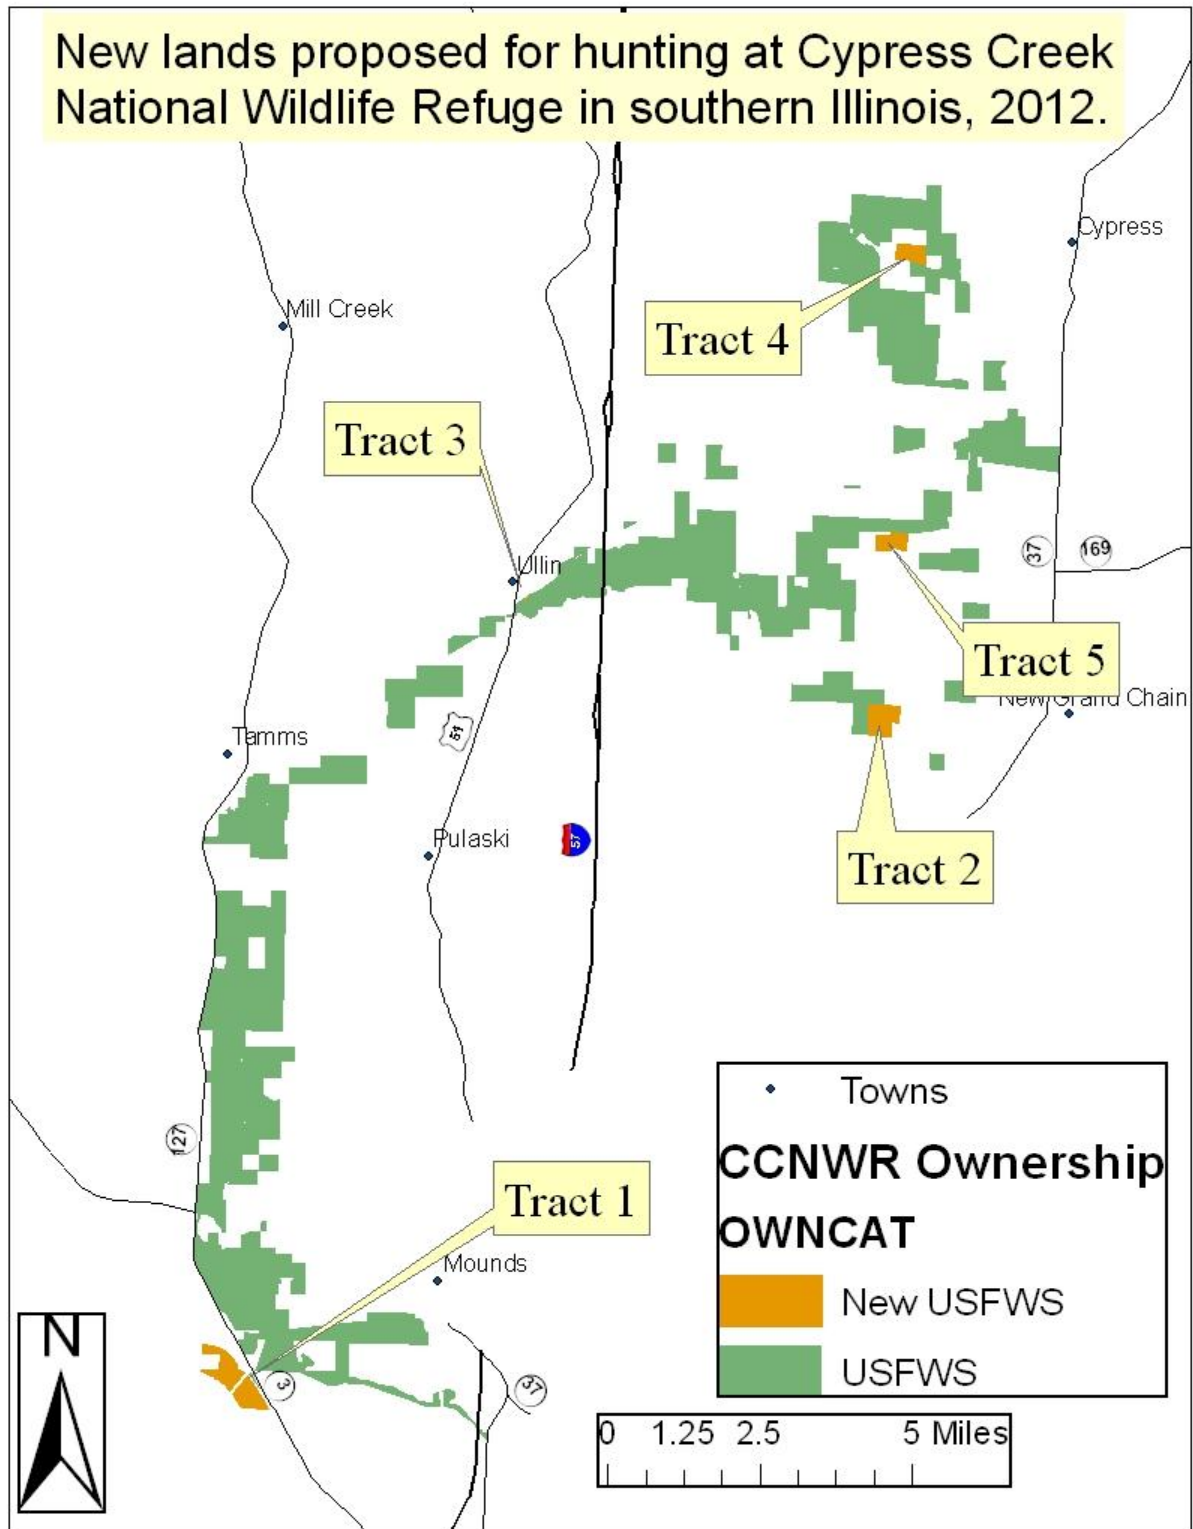 New lands proposed for hunting at Cypress Creek
National Wildlife Refuge in southern Illinois, 2012.
Cypress
Mill Creek
Tract 4
Tract 3
Ullin
37
169
Tract 5
New Grand Chain
51
Tamms
Pulaski
57
Tract 2
127
Tract 1
Mounds
3
37
Towns
CCNWR Ownership
OWNCAT
New USFWS
USFWS
N
0 1.25 2.5 5 Miles